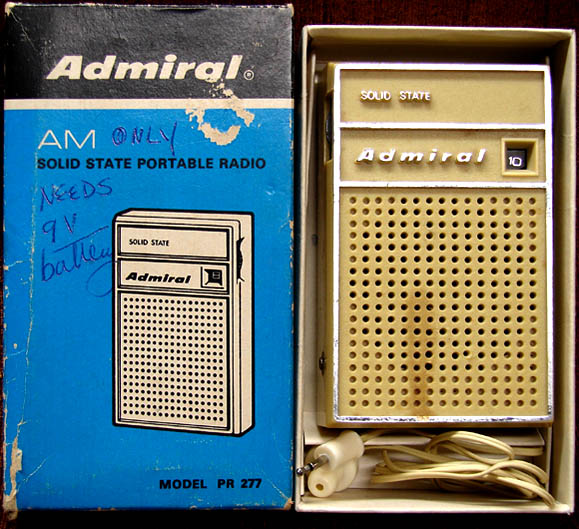 Admiral®
AM ONLY
SOLID STATE PORTABLE RADIO
NEEDS
9V
battery
SOLID STATE
Admiral
8
MODEL PR 277
SOLID STATE
Admiral 10